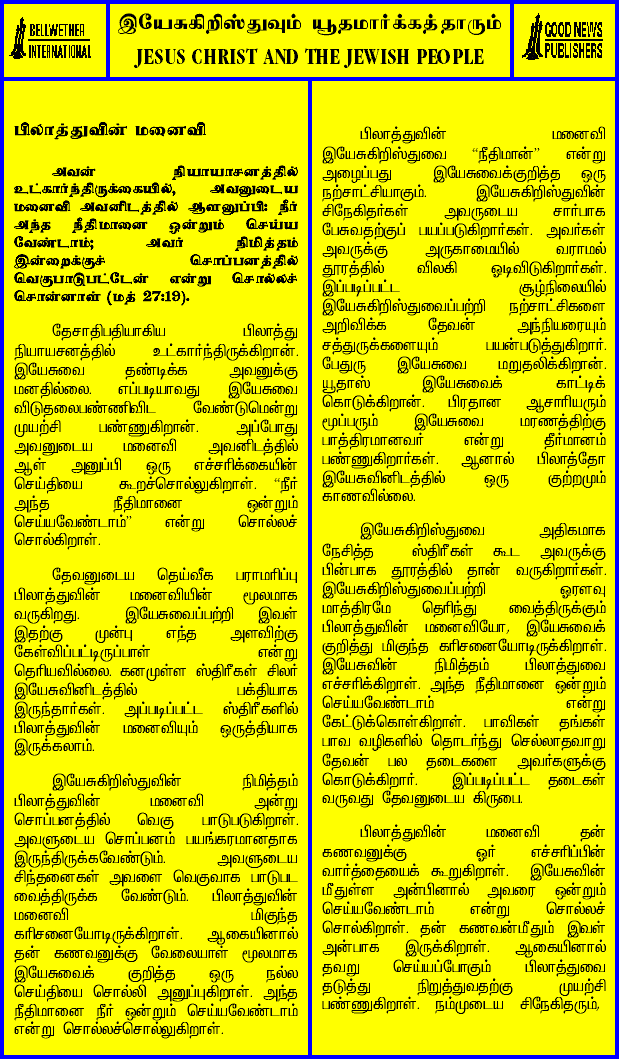 BELLWETHER
INTERNATIONAL
இயேசுகிறிஸ்துவும் யூதமார்க்கத்தாரும்
JESUS CHRIST AND THE JEWISH PEOPLE
GOOD NEWS
PUBLISHERS
பிலாத்துவின் மனைவி
அவன் நியாயாசனத்தில்
உட்கார்ந்திருக்கையில், அவனுடைய
மனைவி அவனிடத்தில் ஆளனுப்பி: நீர்
அந்த நீதிமானை ஒன்றும் செய்ய
வேண்டாம்; அவர் நிமித்தம்
இன்றைக்குச் சொப்பனத்தில்
வெகுபாடுபட்டேன் என்று சொல்லச்
சொன்னாள் (மத் 27:19).
தேசாதிபதியாகிய பிலாத்து
நியாயசனத்தில் உட்கார்ந்திருக்கிறான்.
இயேசுவை தண்டிக்க அவனுக்கு
மனதில்லை. எப்படியாவது இயேசுவை
விடுதலைபண்ணிவிட வேண்டுமென்று
முயற்சி பண்ணுகிறான். அப்போது
அவனுடைய மனைவி அவனிடத்தில்
ஆள் அனுப்பி ஒரு எச்சரிக்கையின்
செய்தியை கூறச்சொல்லுகிறாள். “நீர்
அந்த நீதிமானை ஒன்றும்
செய்யவேண்டாம்” என்று சொல்லச்
சொல்கிறாள்.
தேவனுடைய தெய்வீக பராமரிப்பு
பிலாத்துவின் மனைவியின் மூலமாக
வருகிறது. இயேசுவைப்பற்றி இவள்
இதற்கு முன்பு எந்த அளவிற்கு
கேள்விப்பட்டிருப்பாள் என்று
தெரியவில்லை. கனமுள்ள ஸ்திரீகள் சிலர்
இயேசுவினிடத்தில் பக்தியாக
இருந்தார்கள். அப்படிப்பட்ட ஸ்திரீகளில்
பிலாத்துவின் மனைவியும் ஒருத்தியாக
இருக்கலாம்.
இயேசுகிறிஸ்துவின் நிமித்தம்
பிலாத்துவின் மனைவி அன்று
சொப்பனத்தில் வெகு பாடுபடுகிறாள்.
அவளுடைய சொப்பனம் பயங்கரமானதாக
இருந்திருக்கவேண்டும். அவளுடைய
சிந்தனைகள் அவளை வெகுவாக பாடுபட
வைத்திருக்க வேண்டும். பிலாத்துவின்
மனைவி மிகுந்த
கரிசனையோடிருக்கிறாள். ஆகையினால்
தன் கணவனுக்கு வேலையாள் மூலமாக
இயேசுவைக் குறித்த ஒரு நல்ல
செய்தியை சொல்லி அனுப்புகிறாள். அந்த
நீதிமானை நீர் ஒன்றும் செய்யவேண்டாம்
என்று சொல்லச்சொல்லுகிறாள்.
பிலாத்துவின் மனைவி
இயேசுகிறிஸ்துவை “நீதிமான்” என்று
அழைப்பது இயேசுவைக்குறித்த ஒரு
நற்சாட்சியாகும். இயேசுகிறிஸ்துவின்
சிநேகிதர்கள் அவருடைய சார்பாக
பேசுவதற்குப் பயப்படுகிறார்கள். அவர்கள்
அவருக்கு அருகாமையில் வராமல்
தூரத்தில் விலகி ஓடிவிடுகிறார்கள்.
இப்படிப்பட்ட சூழ்நிலையில்
இயேசுகிறிஸ்துவைப்பற்றி நற்சாட்சிகளை
அறிவிக்க தேவன் அந்நியரையும்
சத்துருக்களையும் பயன்படுத்துகிறார்.
பேதுரு இயேசுவை மறுதலிக்கிறான்.
யூதாஸ் இயேசுவைக் காட்டிக்
கொடுக்கிறான். பிரதான ஆசாரியரும்
மூப்பரும் இயேசுவை மரணத்திற்கு
பாத்திரமானவர் என்று தீர்மானம்
பண்ணுகிறார்கள். ஆனால் பிலாத்தோ
இயேசுவினிடத்தில் ஒரு குற்றமும்
காணவில்லை.
இயேசுகிறிஸ்துவை அதிகமாக
நேசித்த ஸ்திரீகள் கூட அவருக்கு
பின்பாக தூரத்தில் தான் வருகிறார்கள்.
இயேசுகிறிஸ்துவைப்பற்றி ஓரளவு
மாத்திரமே தெரிந்து வைத்திருக்கும்
பிலாத்துவின் மனைவியோ, இயேசுவைக்
குறித்து மிகுந்த கரிசனையோடிருக்கிறாள்.
இயேசுவின் நிமித்தம் பிலாத்துவை
எச்சரிக்கிறாள். அந்த நீதிமானை ஒன்றும்
செய்யவேண்டாம் என்று
கேட்டுக்கொள்கிறாள். பாவிகள் தங்கள்
பாவ வழிகளில் தொடர்ந்து செல்லாதவாறு
தேவன் பல தடைகளை அவர்களுக்கு
கொடுக்கிறார். இப்படிப்பட்ட தடைகள்
வருவது தேவனுடைய கிருபை.
பிலாத்துவின் மனைவி தன்
கணவனுக்கு ஓர் எச்சரிப்பின்
வார்த்தையைக் கூறுகிறாள். இயேசுவின்
மீதுள்ள அன்பினால் அவரை ஒன்றும்
செய்யவேண்டாம் என்று சொல்லச்
சொல்கிறாள். தன் கணவன்மீதும் இவள்
அன்பாக இருக்கிறாள். ஆகையினால்
தவறு செய்யப்போகும் பிலாத்துவை
தடுத்து நிறுத்துவதற்கு முயற்சி
பண்ணுகிறாள். நம்முடைய சிநேகிதரும்,